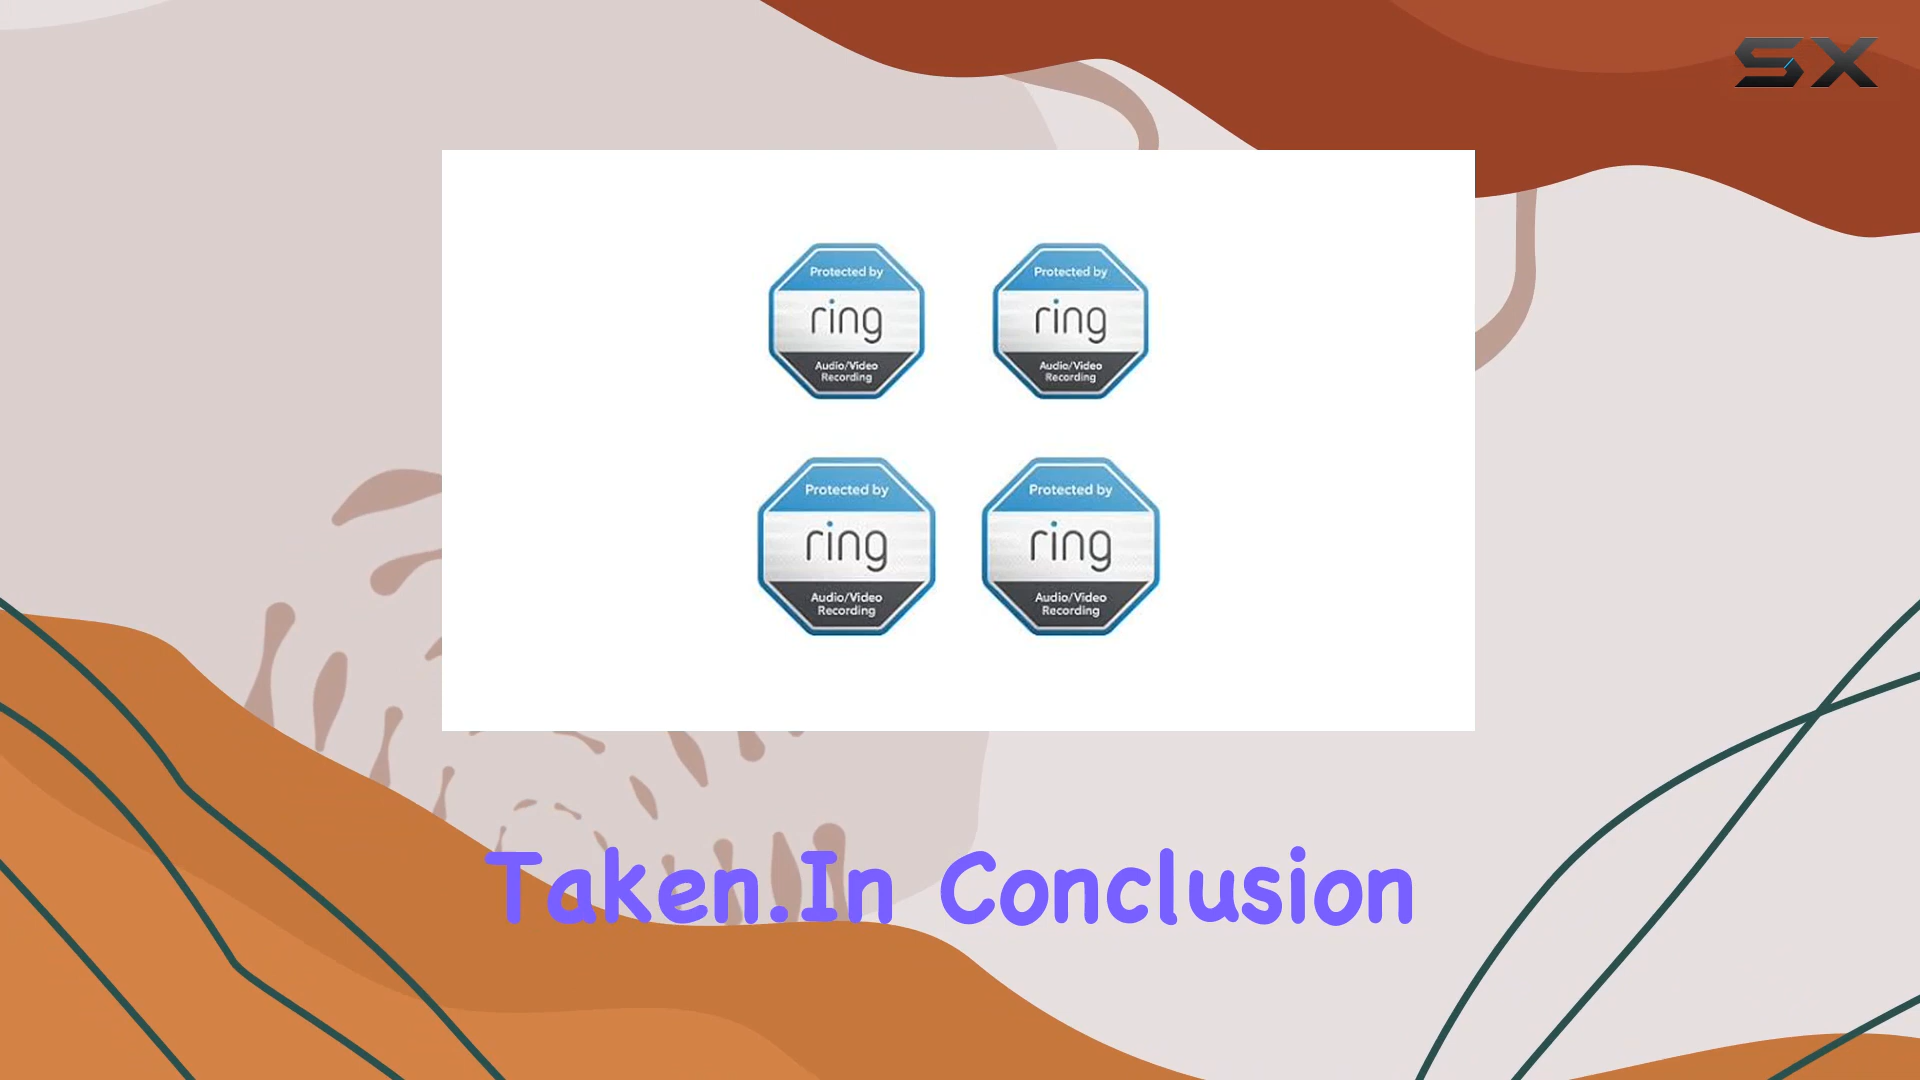 SX
Protected by
ring
Audio/Video
Recording
Protected by
ring
Audio/Video
Recording
Protected by
ring
Audio/Video
Recording
Protected by
ring
Audio/Video
Recording
Taken.In Conclusion